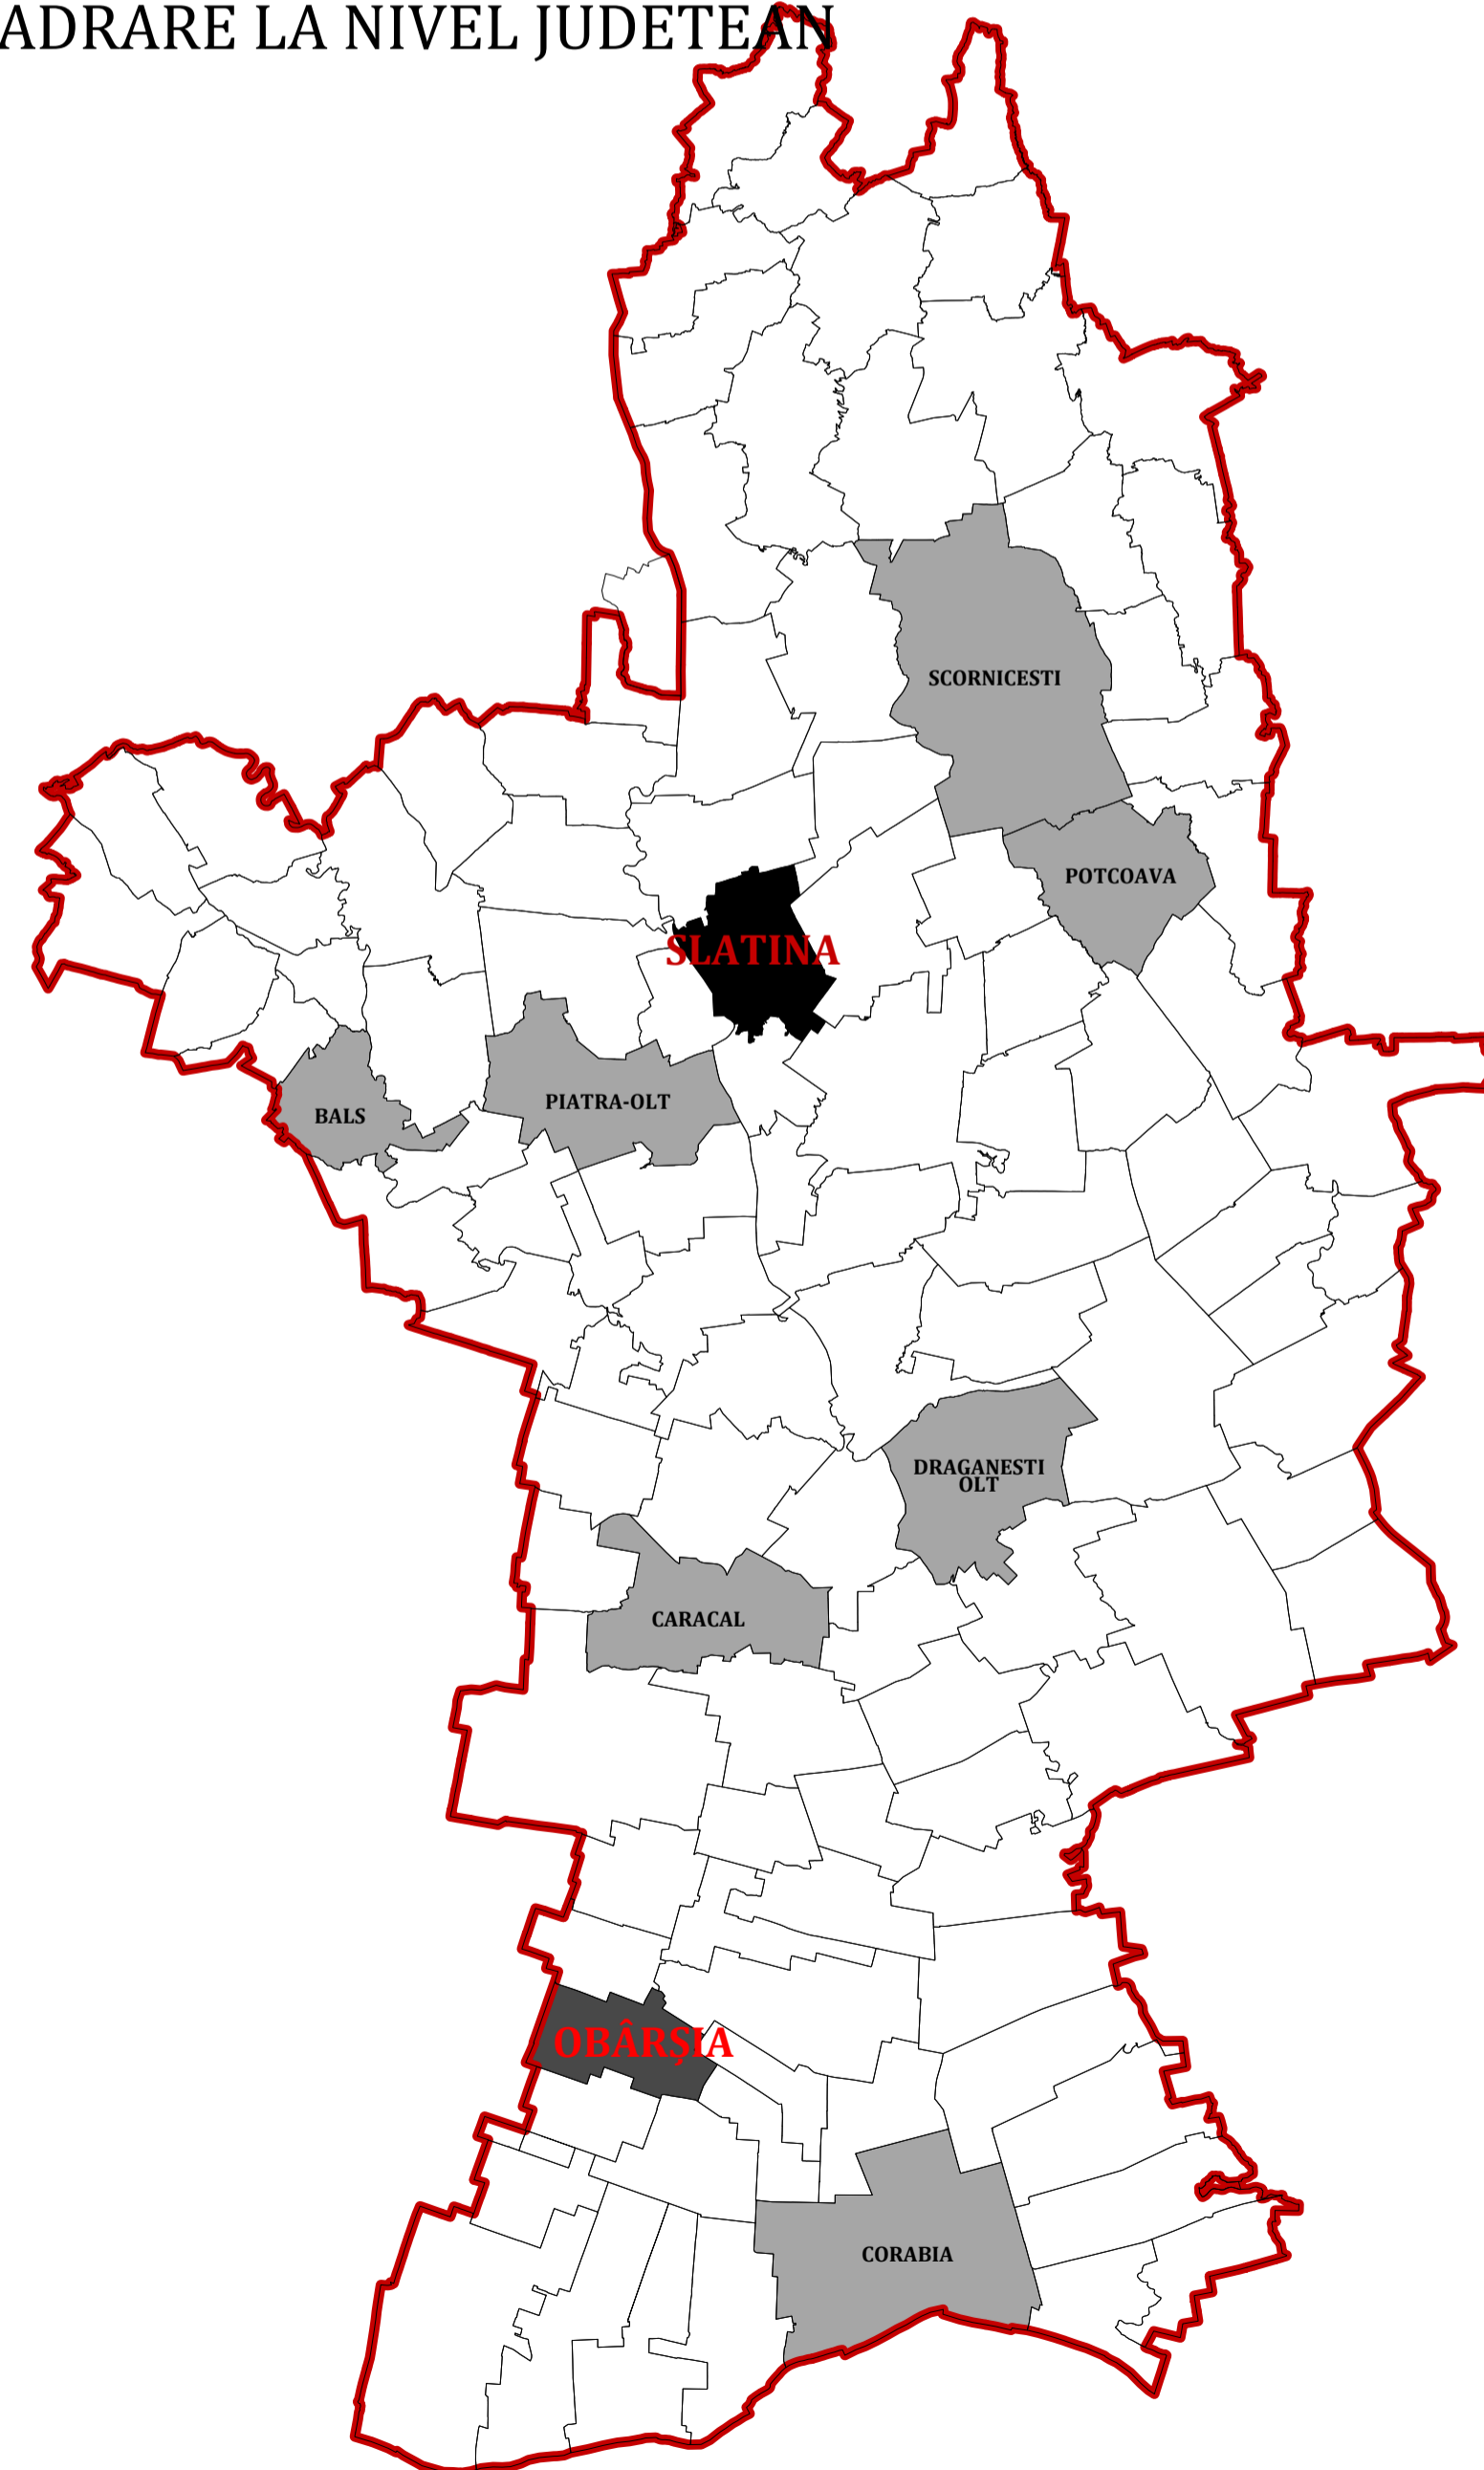 ADRARE LA NIVEL JUDETEAN
SCORNICESTI
POTCOAVA
SLATINA
PIATRA-OLT
BALS
DRAGANESTI
OLT
CARACAL
OBÂRȘIA
CORABIA